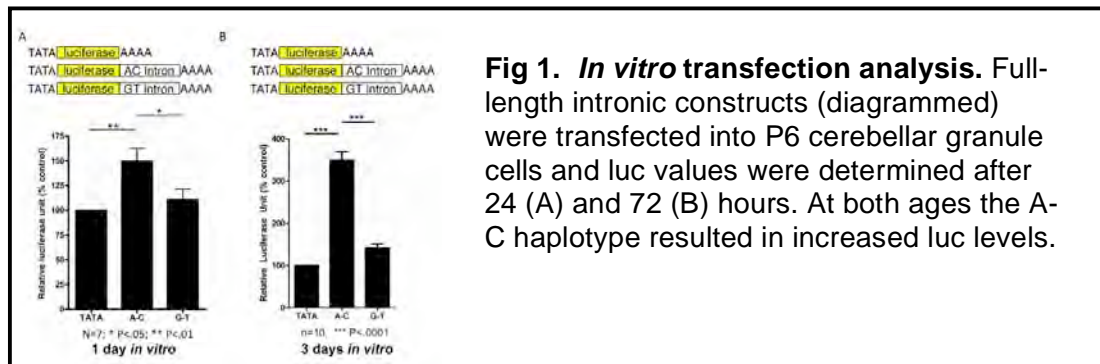 A
TATA luciferase AAAA
TATA luciferase AC Intron AAAA
TATA luciferase GT Intron AAAA
Relative luciferase unit (% control)
175
150
125
100
75
50
25
0
**
*
TATA A-C G-T
N=7; * P<.05; ** P<.01
1 day in vitro
B
TATA luciferase AAAA
TATA luciferase AC Intron AAAA
TATA luciferase GT Intron AAAA
Relative Luciferase Unit (% control)
400
300
200
100
0
***
***
TATA A-C G-T
n=10, *** P<.0001
3 days in vitro
Fig 1. In vitro transfection analysis. Full-
length intronic constructs (diagrammed)
were transfected into P6 cerebellar granule
cells and luc values were determined after
24 (A) and 72 (B) hours. At both ages the A-
C haplotype resulted in increased luc levels.